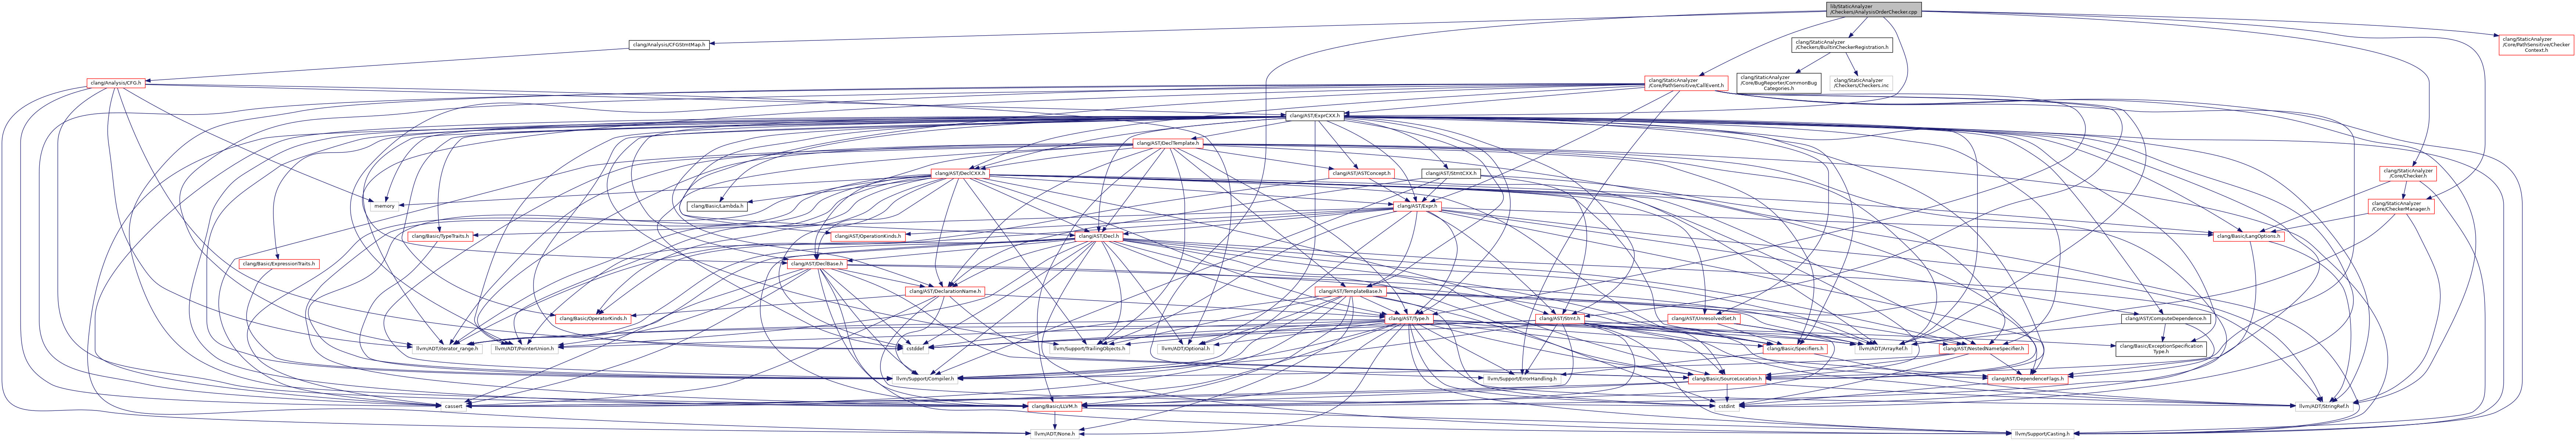 lib/StaticAnalyzer
/Checkers/AnalysisOrderChecker.cpp
clang/Analysis/CFGStmtMap.h
clang/StaticAnalyzer
/Checkers/BuiltinCheckerRegistration.h
clang/StaticAnalyzer
/Core/PathSensitive/Checker
Context.h
clang/Analysis/CFG.h
clang/StaticAnalyzer
/Core/PathSensitive/CallEvent.h
clang/StaticAnalyzer
/Core/BugReporter/CommonBug
Categories.h
clang/StaticAnalyzer
/Checkers/Checkers.inc
clang/AST/ExprCXX.h
clang/AST/DeclTemplate.h
clang/AST/DeclCXX.h
clang/AST/ASTConcept.h
clang/AST/StmtCXX.h
clang/StaticAnalyzer
/Core/Checker.h
memory
clang/Basic/Lambda.h
clang/AST/Expr.h
clang/StaticAnalyzer
/Core/CheckerManager.h
clang/Basic/TypeTraits.h
clang/AST/OperationKinds.h
clang/AST/Decl.h
clang/Basic/LangOptions.h
clang/Basic/ExpressionTraits.h
clang/AST/DeclBase.h
clang/AST/DeclarationName.h
clang/AST/TemplateBase.h
clang/Basic/OperatorKinds.h
clang/AST/Type.h
clang/AST/Stmt.h
clang/AST/UnresolvedSet.h
clang/AST/ComputeDependence.h
llvm/ADT/iterator_range.h
llvm/ADT/PointerUnion.h
cstddef
llvm/Support/TrailingObjects.h
llvm/ADT/Optional.h
clang/Basic/Specifiers.h
llvm/ADT/ArrayRef.h
clang/AST/NestedNameSpecifier.h
clang/Basic/ExceptionSpecification
Type.h
llvm/Support/Compiler.h
llvm/Support/ErrorHandling.h
clang/Basic/SourceLocation.h
clang/AST/DependenceFlags.h
cassert
clang/Basic/LLVM.h
cstdint
llvm/ADT/StringRef.h
llvm/ADT/None.h
llvm/Support/Casting.h